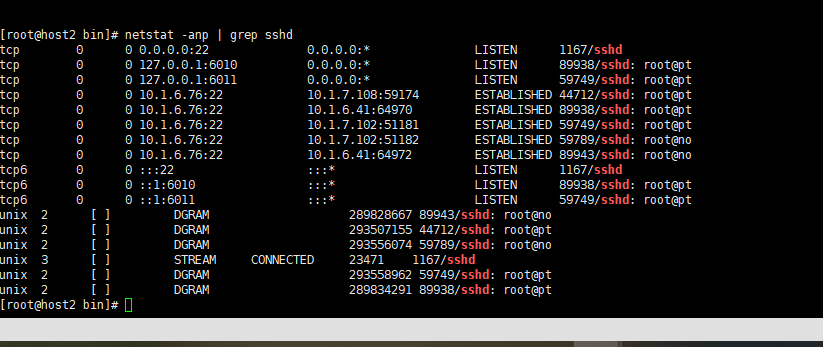 [root@host2 bin]# netstat -anp | grep sshd
tcp        0      0 0.0.0.0:22              0.0.0.0:*               LISTEN      1167/sshd
tcp        0      0 127.0.0.1:6010          0.0.0.0:*               LISTEN      89938/sshd: root@pt
tcp        0      0 127.0.0.1:6011          0.0.0.0:*               LISTEN      59749/sshd: root@pt
tcp        0      0 10.1.6.76:22            10.1.7.108:59174        ESTABLISHED 44712/sshd: root@pt
tcp        0      0 10.1.6.76:22            10.1.6.41:64970         ESTABLISHED 89938/sshd: root@pt
tcp        0      0 10.1.6.76:22            10.1.7.102:51181        ESTABLISHED 59749/sshd: root@pt
tcp        0      0 10.1.6.76:22            10.1.7.102:51182        ESTABLISHED 59789/sshd: root@no
tcp        0      0 10.1.6.76:22            10.1.6.41:64972         ESTABLISHED 89943/sshd: root@no
tcp6       0      0 :::22                   :::*                    LISTEN      1167/sshd
tcp6       0      0 ::1:6010                :::*                    LISTEN      89938/sshd: root@pt
tcp6       0      0 ::1:6011                :::*                    LISTEN      59749/sshd: root@pt
unix  2      [ ]         DGRAM                    289828667 89943/sshd: root@no
unix  2      [ ]         DGRAM                    293507155 44712/sshd: root@pt
unix  2      [ ]         DGRAM                    293556074 59789/sshd: root@no
unix  3      [ ]         STREAM     CONNECTED     23471    1167/sshd
unix  2      [ ]         DGRAM                    293558962 59749/sshd: root@pt
unix  2      [ ]         DGRAM                    289834291 89938/sshd: root@pt
[root@host2 bin]#